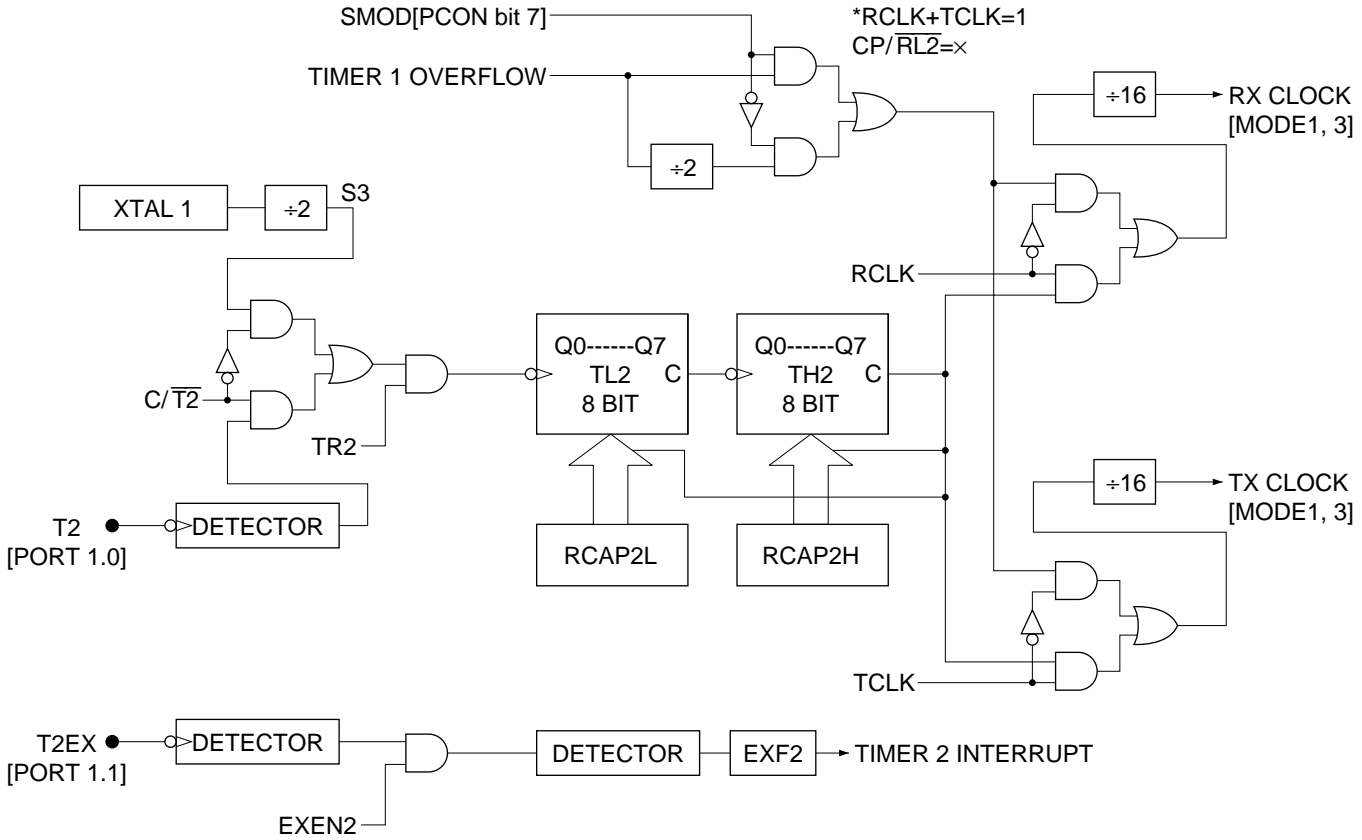 SMOD[PCON bit 7]
*RCLK+TCLK=1
CP/RL2=×
TIMER 1 OVERFLOW
÷16
RX CLOCK
[MODE1, 3]
÷2
XTAL 1
÷2
S3
RCLK
Q0------Q7
TL2
C
8 BIT
Q0------Q7
TH2
C
8 BIT
C/T2
TR2
÷16
TX CLOCK
[MODE1, 3]
T2
[PORT 1.0]
DETECTOR
RCAP2L
RCAP2H
TCLK
T2EX
[PORT 1.1]
DETECTOR
DETECTOR
EXF2
TIMER 2 INTERRUPT
EXEN2